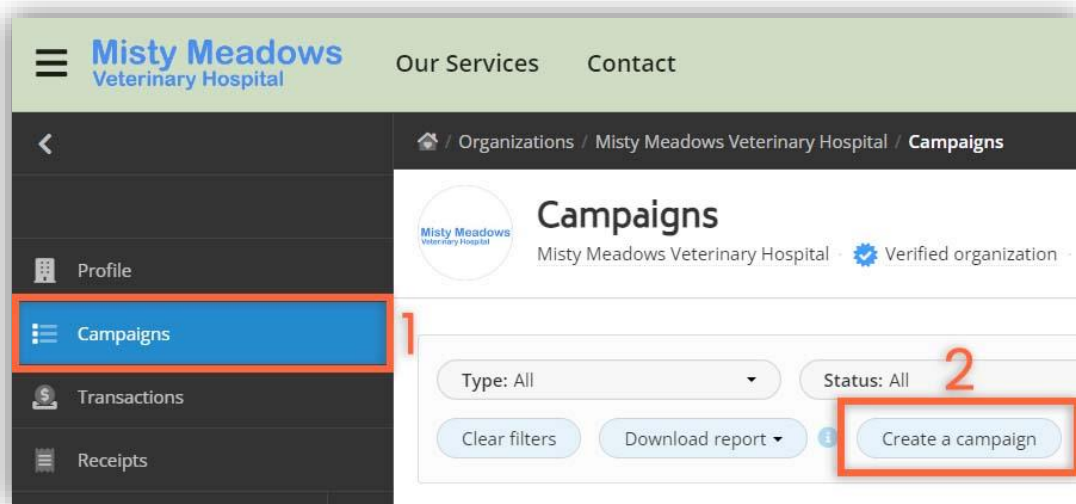 Misty Meadows
Veterinary Hospital
Our Services Contact
/ Organizations / Misty Meadows Veterinary Hospital / Campaigns
Misty Meadows
Veterinary Hospital
Campaigns
Misty Meadows Veterinary Hospital · Verified organization ·
Profile
Campaigns
1
Transactions
Receipts
Type: All
Status: All
2
Clear filters
Download report
Create a campaign